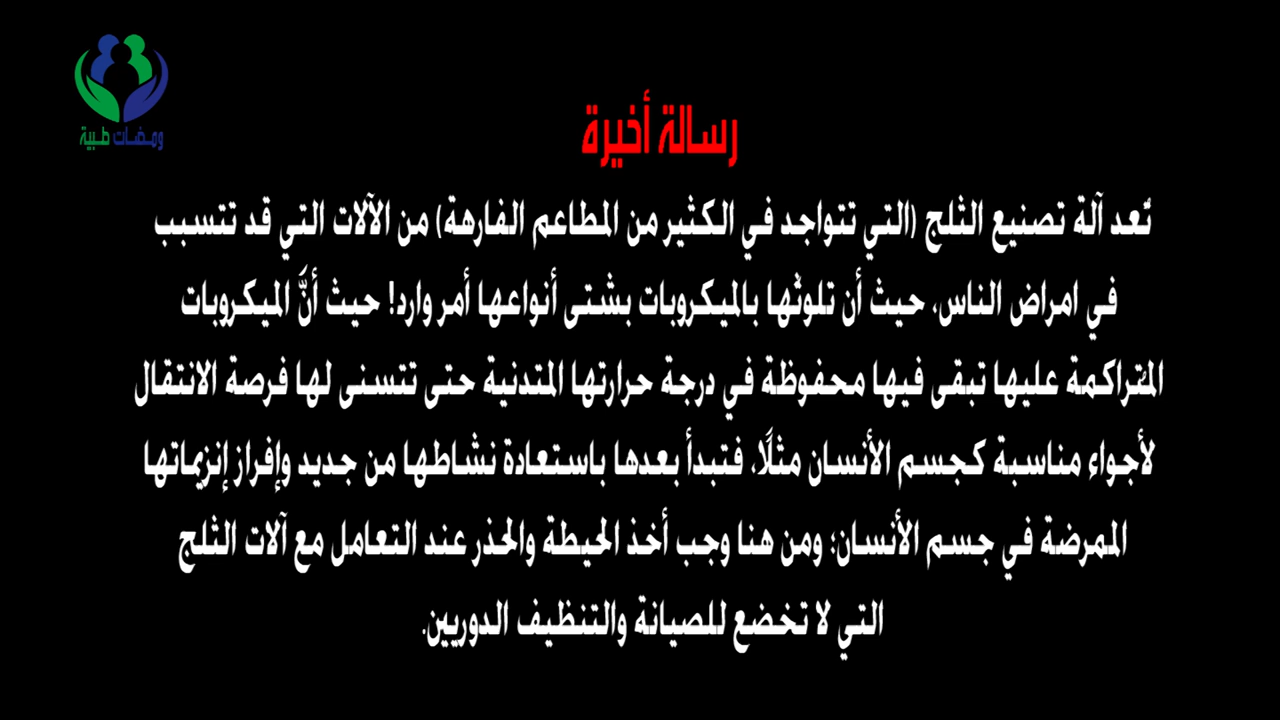 ومضات طبية
رسالة أخيرة
تُعد آلة تصنيع الثلج (التي تتواجد في الكثير من المطاعم الفارهة) من الآلات التي قد تتسبب
في امراض الناس، حيث أن تلوثها بالميكروبات بشتى أنواعها أمر وارد! حيث أنَّ الميكروبات
المتراكمة عليها تبقى فيها محفوظة في درجة حرارتها المتدنية حتى تتسنى لها فرصة الانتقال
لأجواء مناسبة كجسم الأنسان مثلًا، فتبدأ بعدها باستعادة نشاطها من جديد وإفراز إنزيماتها
الممرضة في جسم الأنسان؛ ومن هنا وجب أخذ الحيطة والحذر عند التعامل مع آلات الثلج
التي لا تخضع للصيانة والتنظيف الدوريين.